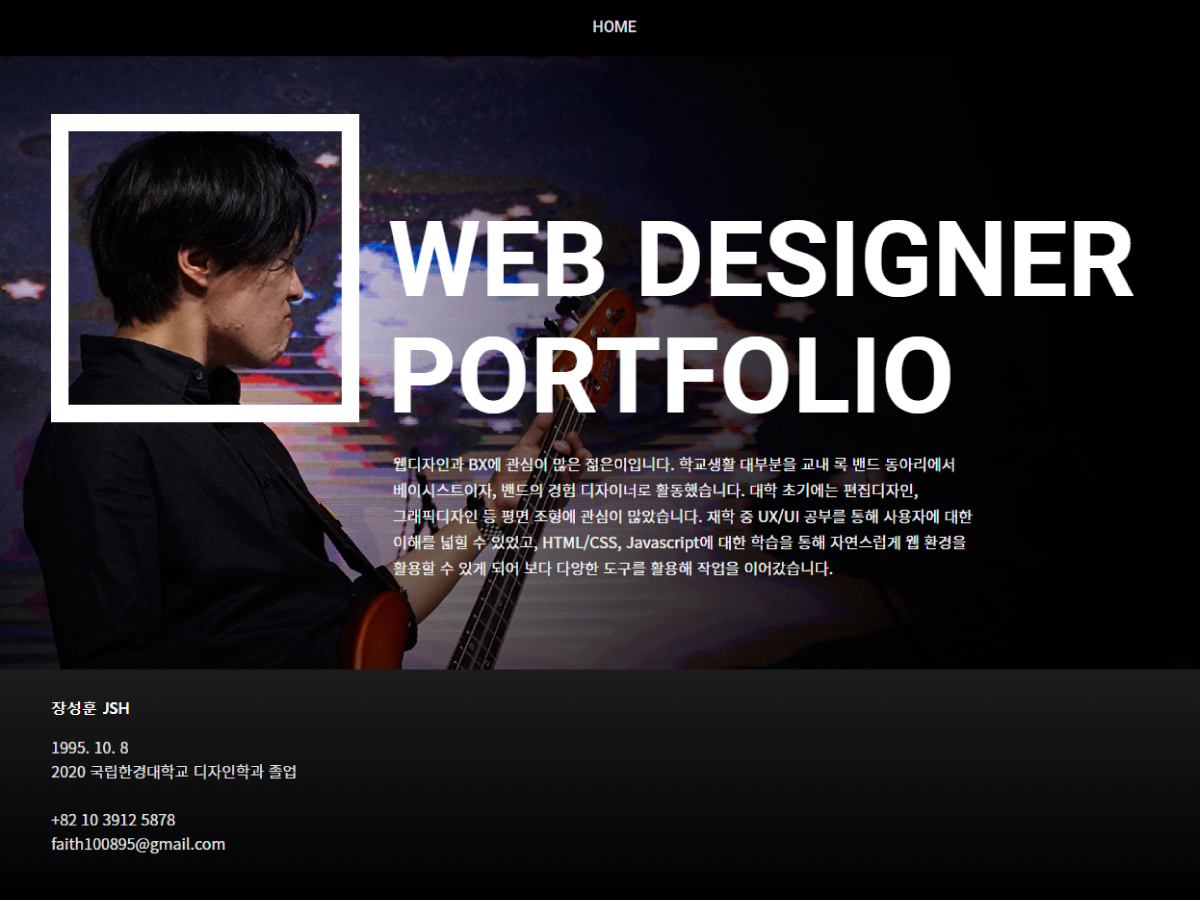 HOME
WEB DESIGNER
PORTFOLIO
웹디자인과 BX에 관심이 많은 젊은이입니다. 학교생활 대부분을 교내 록 밴드 동아리에서
베이시스트이자, 밴드의 경험 디자이너로 활동했습니다. 대학 초기에는 편집디자인,
그래픽디자인 등 평면 조형에 관심이 많았습니다. 재학 중 UX/UI 공부를 통해 사용자에 대한
이해를 넓힐 수 있었고, HTML/CSS, Javascript에 대한 학습을 통해 자연스럽게 웹 환경을
활용할 수 있게 되어 보다 다양한 도구를 활용해 작업을 이어갔습니다.
장성훈 JSH
1995. 10. 8
2020 국립한경대학교 디자인학과 졸업
+82 10 3912 5878
faith100895@gmail.com